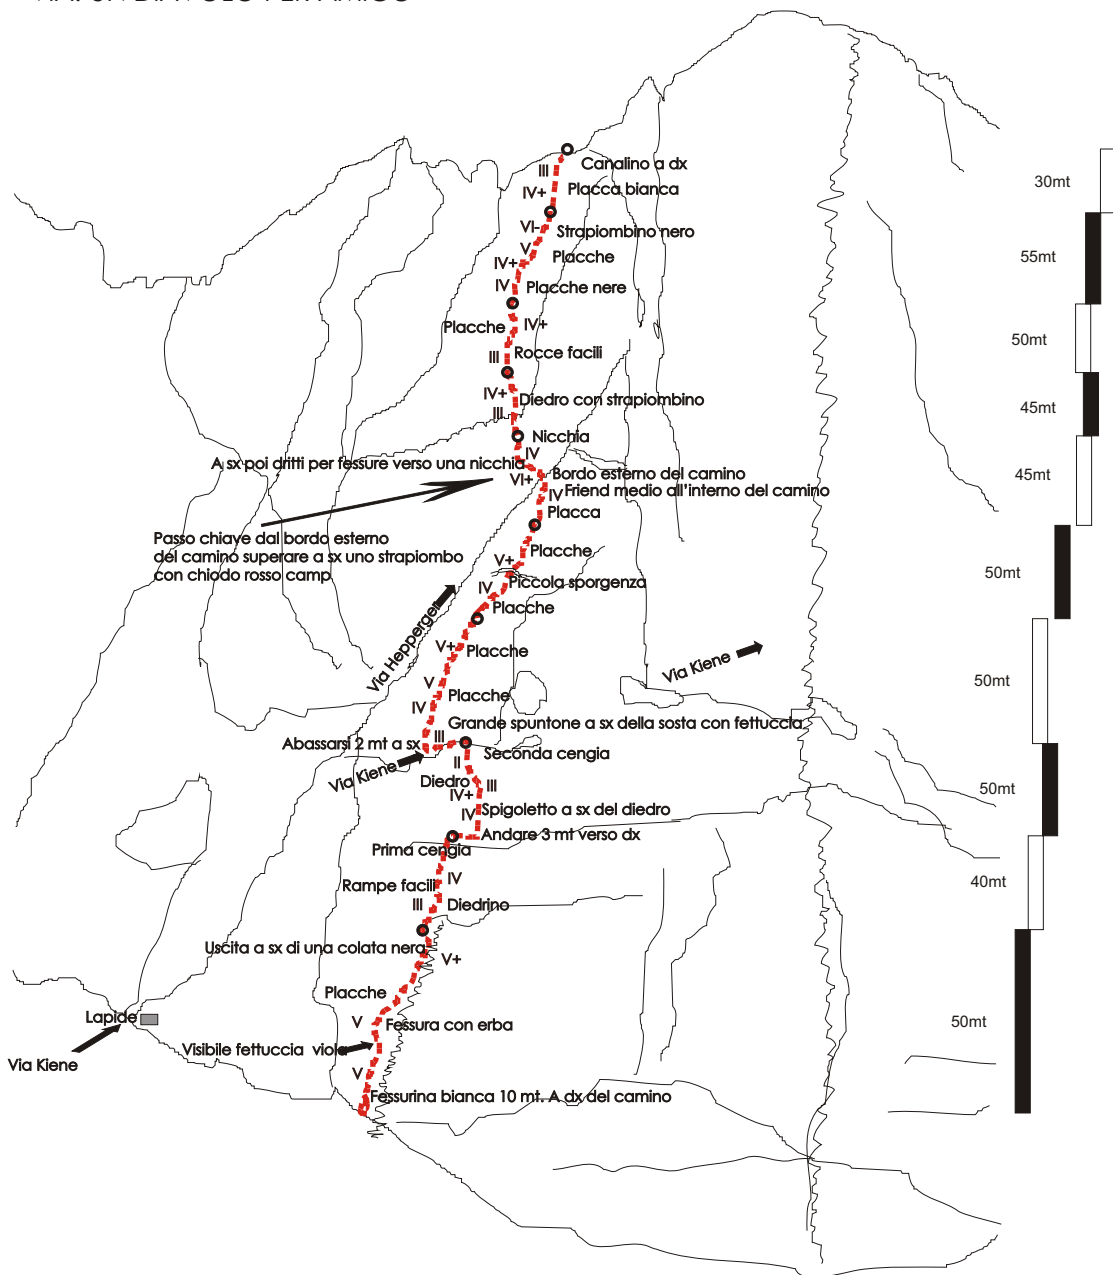 VIA: UN DIAVOLO PER AMICO
Canalino a dx
III
30mt
IV+
Placca bianca
VI-
Strapiombino nero
V
Placche
IV+
55mt
IV
Placche nere
Placche
IV+
50mt
III
Rocce facili
IV+
Diedro con strapiombino
45mt
III
Nicchia
IV
A sx poi dritti per fessure verso una nicchia
VI+
Bordo esterno del camino
45mt
IV
Friend medio all'interno del camino
Placca
Passo chiave dal bordo esterno
del camino superare a sx uno strapiombo
con chiodo rosso camp
Placche
V+
50mt
IV
Piccola sporgenza
Placche
Via Hepperger
V+
Placche
Via Kiene
V
Placche
50mt
IV
Grande spuntone a sx della sosta con fettuccia
III
Abassarsi 2 mt a sx
Seconda cengia
Via Kiene
II
Diedro
III
IV+
50mt
IV
Spigoletto a sx del diedro
Andare 3 mt verso dx
Prima cengia
IV
Rampe facili
40mt
III
Diedrino
Uscita a sx di una colata nera
V+
Placche
Lapide
V
Fessura con erba
50mt
Visibile fettuccia viola
Via Kiene
V
Fessurina bianca 10 mt. A dx del camino